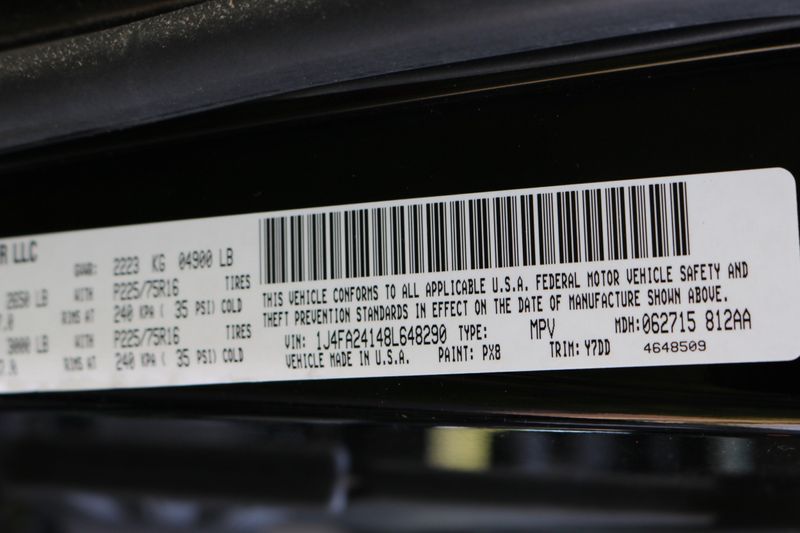 R LLC
GAWR: 2223 KG 04900 LB
2650 LB WITH P225/75R16 TIRES
7.0 RIMS AT 240 KPA ( 35 PSI) COLD
3000 LB WITH P225/75R16 TIRES
RIMS AT 240 KPA ( 35 PSI) COLD
THIS VEHICLE CONFORMS TO ALL APPLICABLE U.S.A. FEDERAL MOTOR VEHICLE SAFETY AND
THEFT PREVENTION STANDARDS IN EFFECT ON THE DATE OF MANUFACTURE SHOWN ABOVE.
VIN: 1J4FA24148L648290 TYPE: MPV MDH: 062715 812AA
VEHICLE MADE IN U.S.A. PAINT: PX8 TRIM: Y7DD 4648509